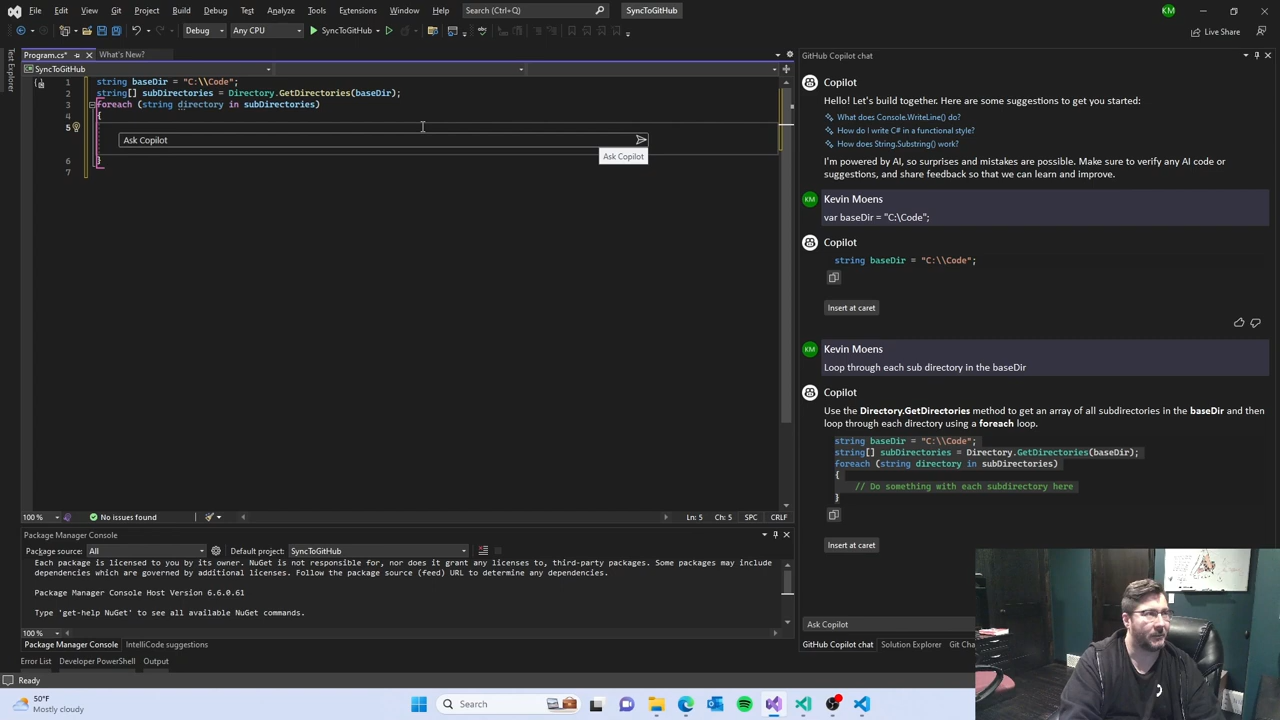 File Edit View Git Project Build Debug Test Analyze Tools Extensions Window Help Search (Ctrl+Q) SyncToGitHub KM
Debug Any CPU SyncToGitHub Live Share
Test Explorer
Program.cs* What's New?
SyncToGitHub
1 string baseDir = "C:\\Code";
2 string[] subDirectories = Directory.GetDirectories(baseDir);
3 foreach (string directory in subDirectories)
4 {
5
Ask Copilot
Ask Copilot
6 }
7
100 % No issues found Ln: 5 Ch: 5 SPC CRLF
Package Manager Console
Package source: All Default project: SyncToGitHub
Each package is licensed to you by its owner. NuGet is not responsible for, nor does it grant any licenses to, third-party packages. Some packages may include
dependencies which are governed by additional licenses. Follow the package source (feed) URL to determine any dependencies.
Package Manager Console Host Version 6.6.0.61
Type 'get-help NuGet' to see all available NuGet commands.
100 %
Package Manager Console IntelliCode suggestions
Error List Developer PowerShell Output
Ready
GitHub Copilot chat
Copilot
Hello! Let's build together. Here are some suggestions to get you started:
What does Console.WriteLine() do?
How do I write C# in a functional style?
How does String.Substring() work?
I'm powered by AI, so surprises and mistakes are possible. Make sure to verify any AI code or
suggestions, and share feedback so that we can learn and improve.
KM Kevin Moens
var baseDir = "C:\Code";
Copilot
string baseDir = "C:\\Code";
Insert at caret
KM Kevin Moens
Loop through each sub directory in the baseDir
Copilot
Use the Directory.GetDirectories method to get an array of all subdirectories in the baseDir and then
loop through each directory using a foreach loop.
string baseDir = "C:\\Code";
string[] subDirectories = Directory.GetDirectories(baseDir);
foreach (string directory in subDirectories)
{
// Do something with each subdirectory here
}
Insert at caret
Ask Copilot
GitHub Copilot chat Solution Explorer Git Cha
50°F
Mostly cloudy
Search